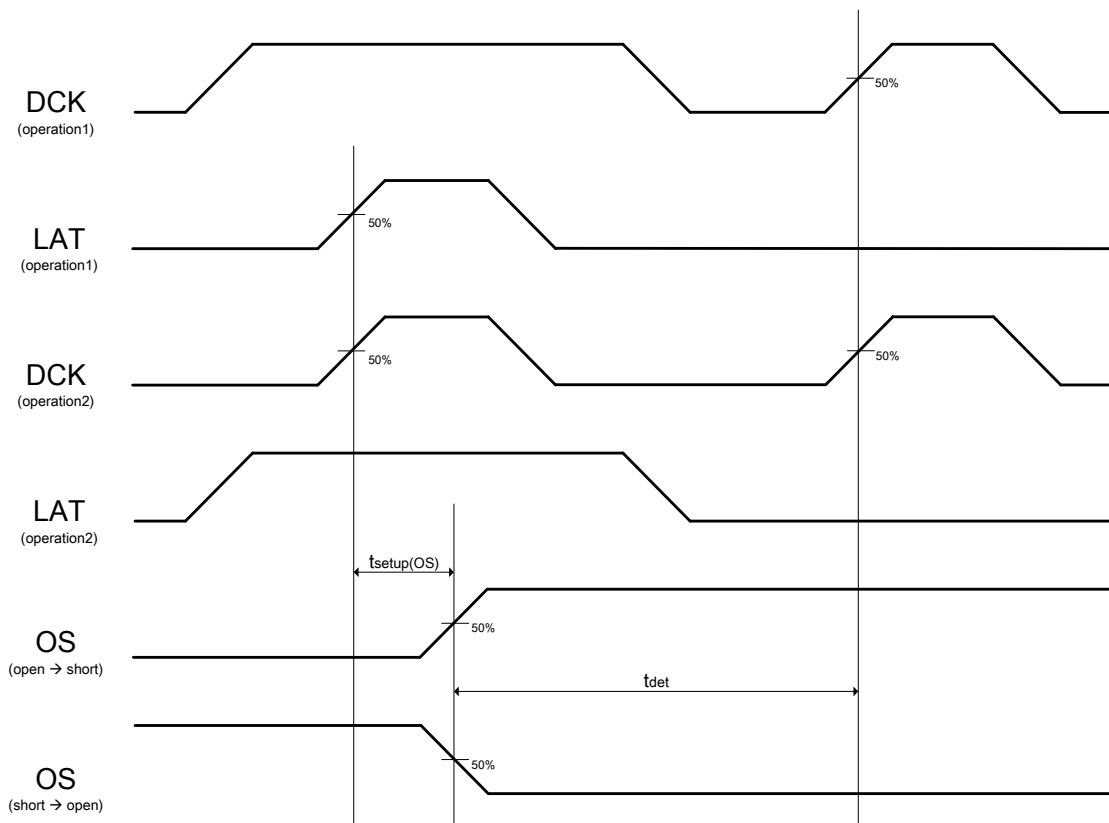 DCK
(operation1)
50%
LAT
(operation1)
50%
DCK
(operation2)
50%
50%
LAT
(operation2)
tsetup(OS)
OS
(open → short)
50%
tdet
OS
(short → open)
50%